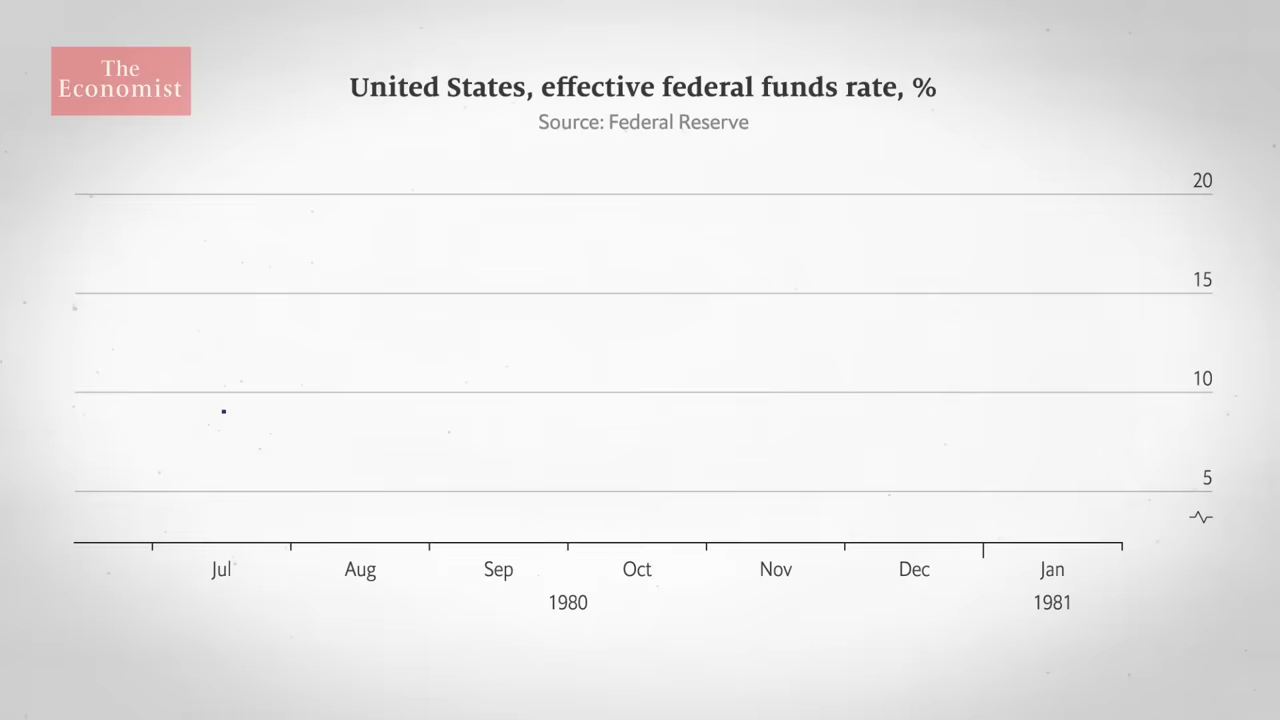 The
Economist
United States, effective federal funds rate, %
Source: Federal Reserve
20
15
10
5
Jul Aug Sep Oct Nov Dec Jan
1980 1981